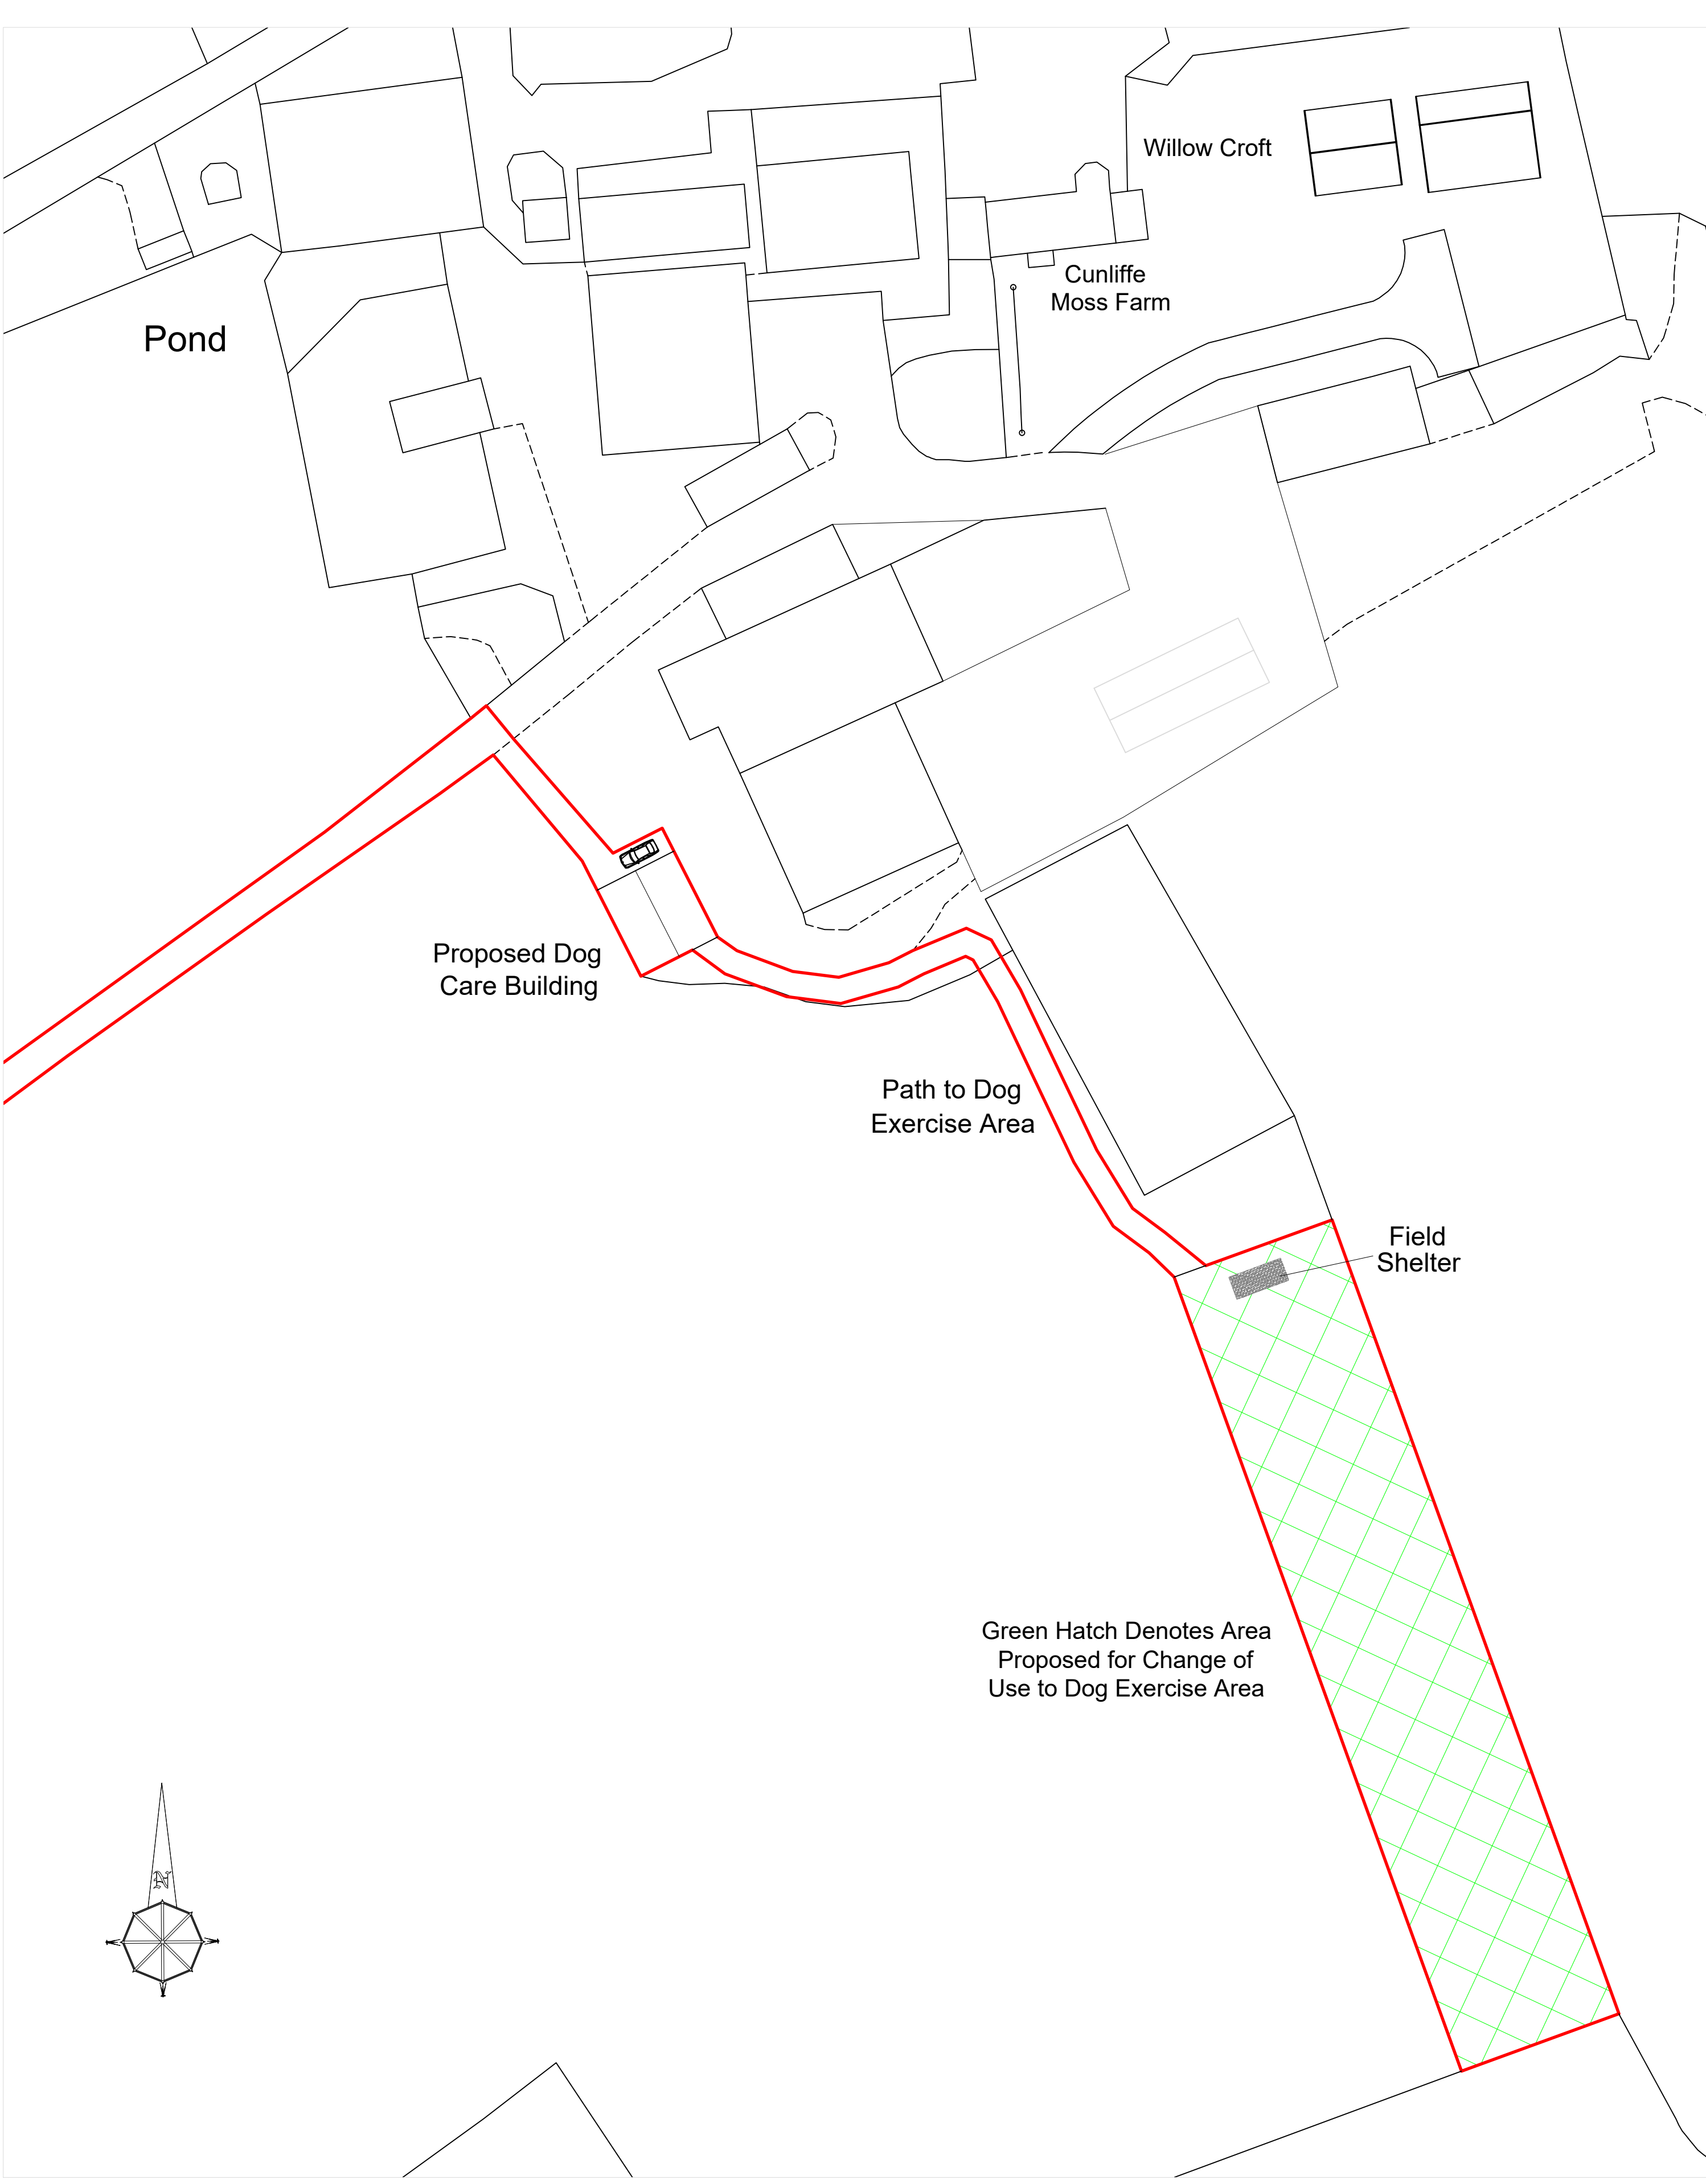 Willow Croft
Cunliffe
Moss Farm
Pond
Proposed Dog
Care Building
Path to Dog
Exercise Area
Field
Shelter
Green Hatch Denotes Area
Proposed for Change of
Use to Dog Exercise Area
N